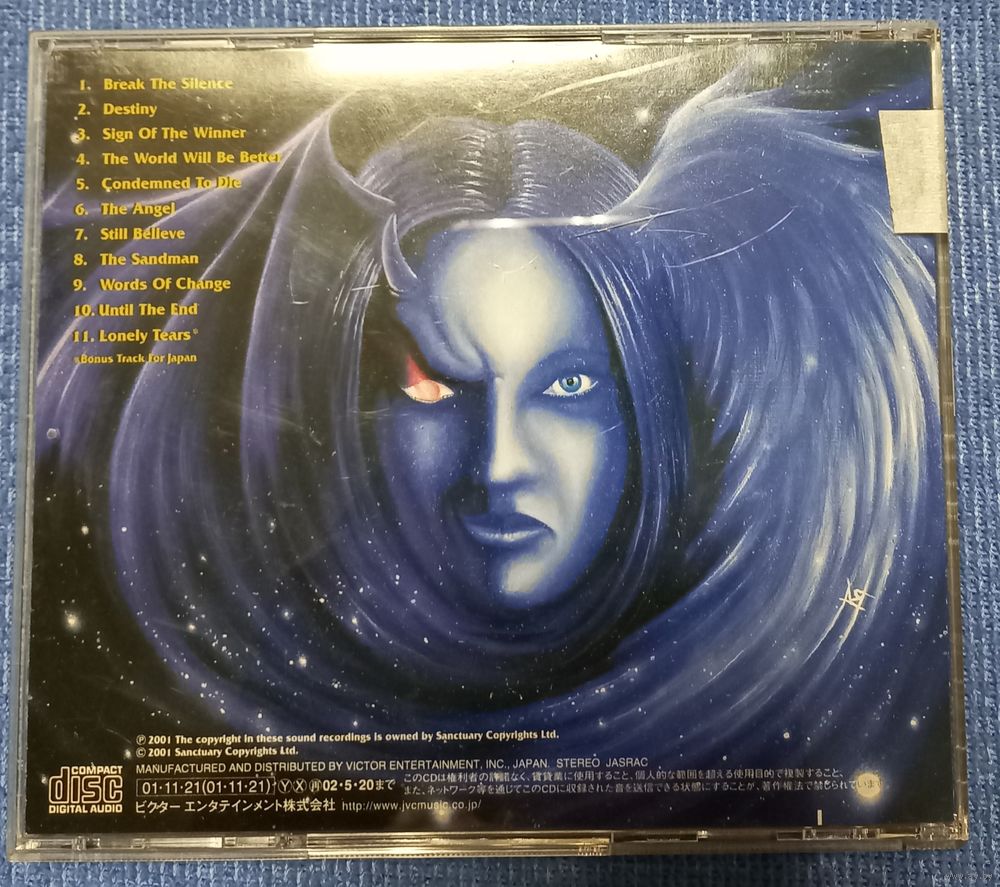 1. Break The Silence
2. Destiny
3. Sign Of The Winner
4. The World Will Be Better
5. Condemned To Die
6. The Angel
7. Still Believe
8. The Sandman
9. Words Of Change
10. Until The End
11. Lonely Tears*
*Bonus Track For Japan
Ⓟ 2001 The copyright in these sound recordings is owned by Sanctuary Copyrights Ltd.
© 2001 Sanctuary Copyrights Ltd.
MANUFACTURED AND DISTRIBUTED BY VICTOR ENTERTAINMENT, INC., JAPAN. STEREO JASRAC
COMPACT
disc
DIGITAL AUDIO
01·11·21(01·11·21) Ⓨ Ⓧ 再 02·5·20まで
このCDは権利者の許諾なく、賃貸業に使用すること、個人的な範囲を超える使用目的で複製すること、
また、ネットワーク等を通じてこのCDに収録された音を送信できる状態にすることが、著作権法で禁じられています
ビクター エンタテインメント株式会社 http://www.jvcmusic.co.jp/